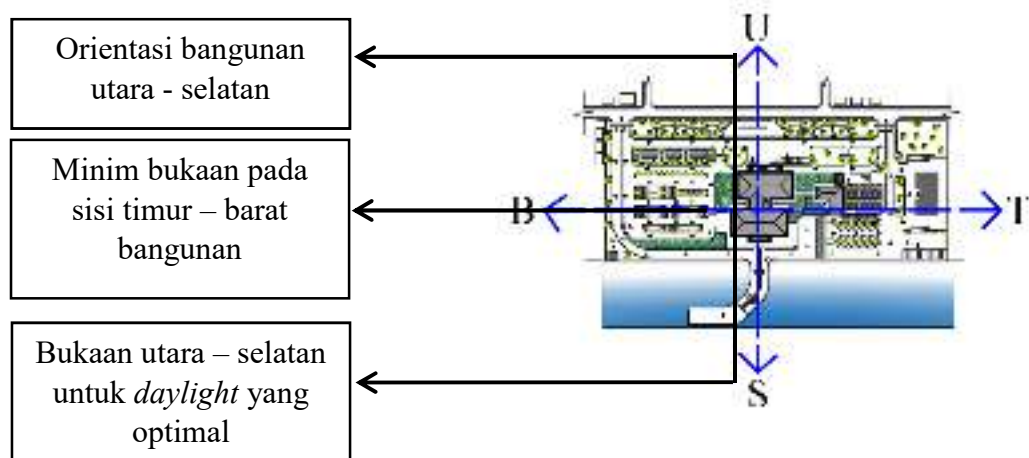 Orientasi bangunan
utara - selatan
Minim bukaan pada
sisi timur – barat
bangunan
Bukaan utara – selatan
untuk daylight yang
optimal
U
B
T
S